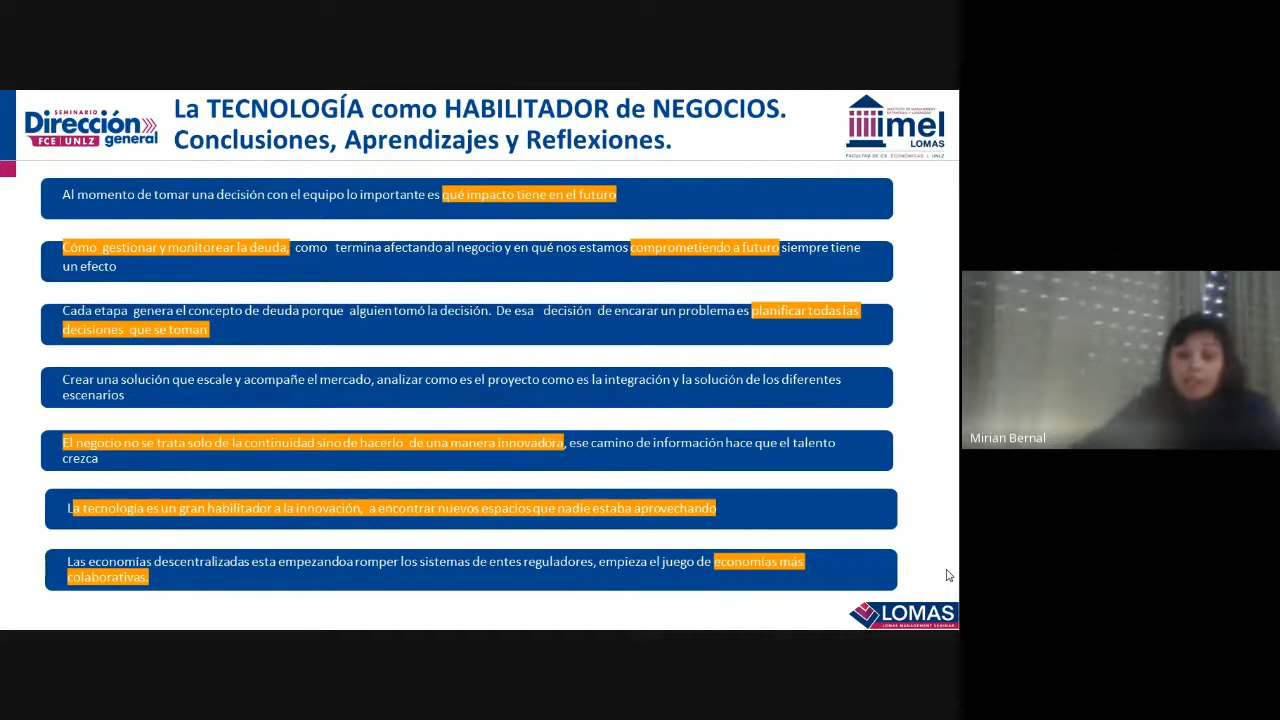 SEMINARIO
Dirección
general
FCE | UNLZ
La TECNOLOGÍA como HABILITADOR de NEGOCIOS.
Conclusiones, Aprendizajes y Reflexiones.
INSTITUTO DE MANAGEMENT
ESTRATEGIA Y LIDERAZGO
imel
LOMAS
FACULTAD DE CS. ECONÓMICAS | UNLZ
Al momento de tomar una decisión con el equipo lo importante es qué impacto tiene en el futuro
Cómo gestionar y monitorear la deuda, como termina afectando al negocio y en qué nos estamos comprometiendo a futuro siempre tiene
un efecto
Cada etapa genera el concepto de deuda porque alguien tomó la decisión. De esa decisión de encarar un problema es planificar todas las
decisiones que se toman
Crear una solución que escale y acompañe el mercado, analizar como es el proyecto como es la integración y la solución de los diferentes
escenarios
El negocio no se trata solo de la continuidad sino de hacerlo de una manera innovadora, ese camino de información hace que el talento
crezca
La tecnología es un gran habilitador a la innovación, a encontrar nuevos espacios que nadie estaba aprovechando
Las economías descentralizadas esta empezandoa romper los sistemas de entes reguladores, empieza el juego de economías más
colaborativas.
LOMAS
LOMAS MANAGEMENT SEMINAR
Mirian Bernal